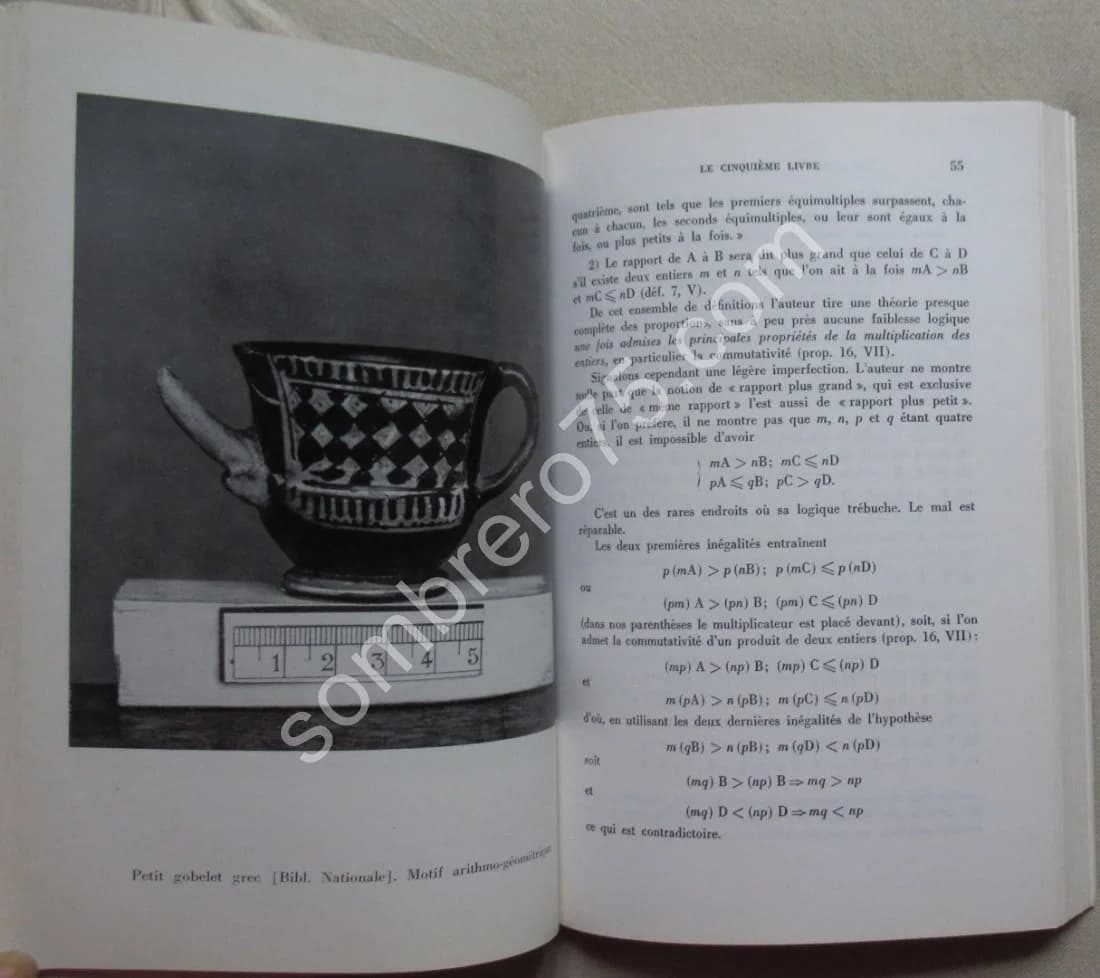 1 2 3 4 5
Petit gobelet grec [Bibl. Nationale]. Motif arithmo-géométrique.
LE CINQUIÈME LIVRE 55
quatrième, sont tels que les premiers équimultiples surpassent, cha-
cun à chacun, les seconds équimultiples, ou leur sont égaux à la
fois, ou plus petits à la fois. »
2) Le rapport de A à B sera dit plus grand que celui de C à D
s'il existe deux entiers m et n tels que l'on ait à la fois mA > nB
et mC ⩽ nD (déf. 7, V).
De cet ensemble de définitions l'auteur tire une théorie presque
complète des proportions, sans à peu près aucune faiblesse logique
une fois admises les principales propriétés de la multiplication des
entiers, en particulier la commutativité (prop. 16, VII).
Signalons cependant une légère imperfection. L'auteur ne montre
nulle part que la notion de « rapport plus grand », qui est exclusive
de celle de « même rapport » l'est aussi de « rapport plus petit ».
Ou, si l'on préfère, il ne montre pas que m, n, p et q étant quatre
entiers, il est impossible d'avoir
mA > nB; mC ⩽ nD
pA ⩽ qB; pC > qD.
C'est un des rares endroits où sa logique trébuche. Le mal est
réparable.
Les deux premières inégalités entraînent
p (mA) > p (nB); p (mC) ⩽ p (nD)
ou
(pm) A > (pn) B; (pm) C ⩽ (pn) D
(dans nos parenthèses le multiplicateur est placé devant), soit, si l'on
admet la commutativité d'un produit de deux entiers (prop. 16, VII) :
(mp) A > (np) B; (mp) C ⩽ (np) D
et
m (pA) > n (pB); m (pC) ⩽ n (pD)
d'où, en utilisant les deux dernières inégalités de l'hypothèse
m (qB) > n (pB); m (qD) < n (pD)
soit
(mq) B > (np) B ⇒ mq > np
et
(mq) D < (np) D ⇒ mq < np
ce qui est contradictoire.
sombrero75.com